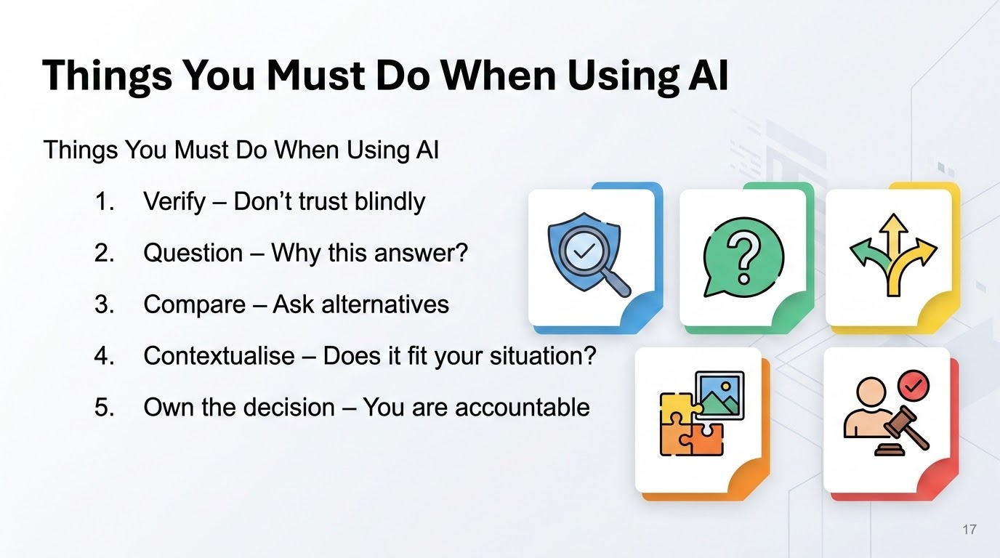 Things You Must Do When Using AI
Things You Must Do When Using AI
1. Verify – Don’t trust blindly
2. Question – Why this answer?
3. Compare – Ask alternatives
4. Contextualise – Does it fit your situation?
5. Own the decision – You are accountable
?
17